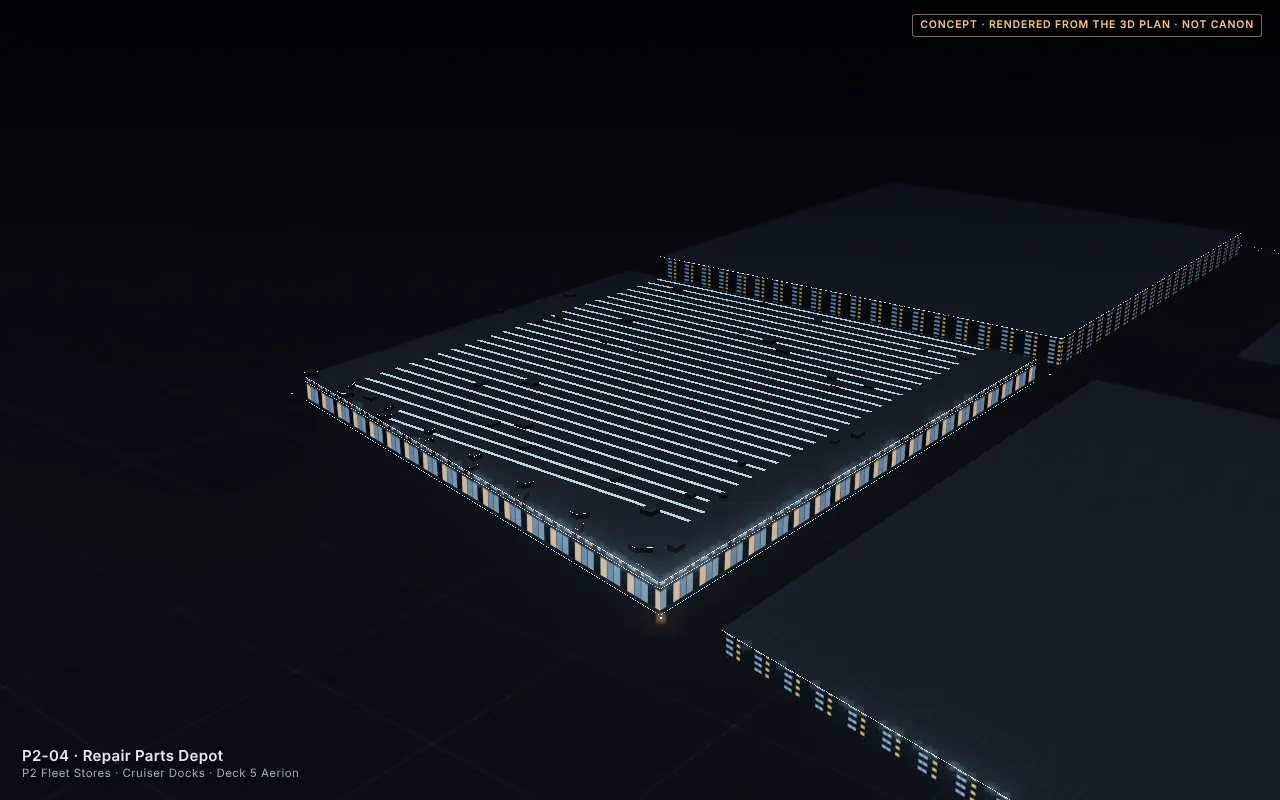 CONCEPT · RENDERED FROM THE 3D PLAN · NOT CANON
P2-04 · Repair Parts Depot
P2 Fleet Stores · Cruiser Docks · Deck 5 Aerion